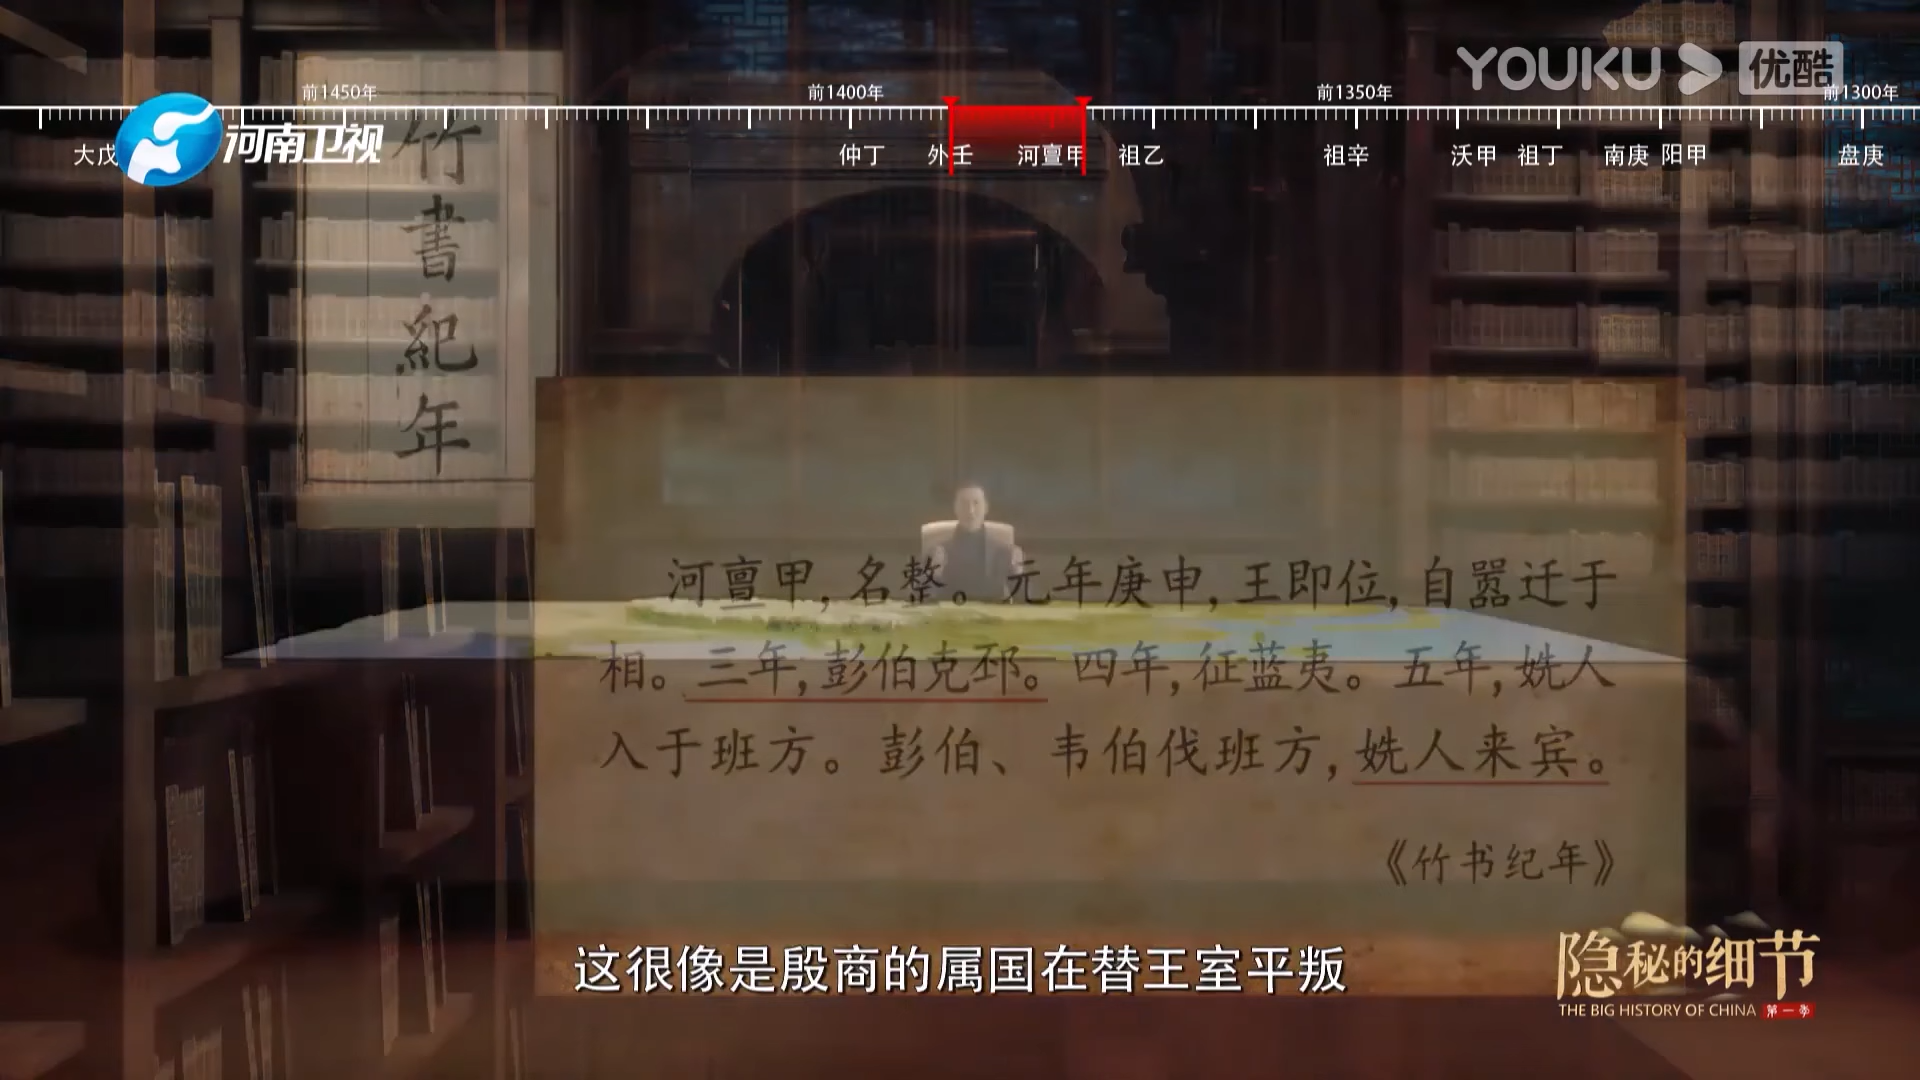 YOUKU 优酷
前1450年 前1400年 前1350年 前1300年
大戊 仲丁 外壬 河亶甲 祖乙 祖辛 沃甲 祖丁 南庚 阳甲 盘庚
河南卫视
竹書紀年
河亶甲，名整。元年庚申，王即位，自嚣迁于
相。三年，彭伯克邳。四年，征蓝夷。五年，姺人
入于班方。彭伯、韦伯伐班方，姺人来宾。
《竹书纪年》
这很像是殷商的属国在替王室平叛
隐秘的细节
THE BIG HISTORY OF CHINA 第一季